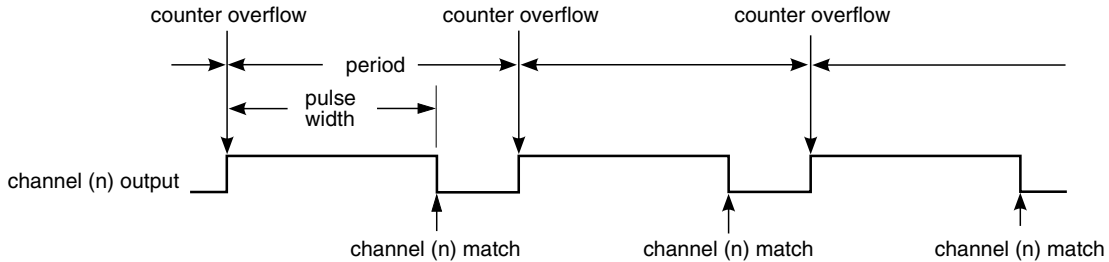 counter overflow
counter overflow
counter overflow
period
pulse
width
channel (n) output
channel (n) match
channel (n) match
channel (n) match